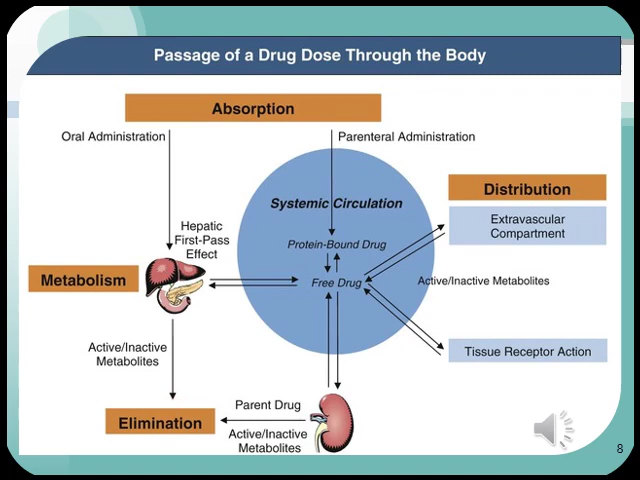 Passage of a Drug Dose Through the Body
Absorption
Oral Administration
Parenteral Administration
Systemic Circulation
Distribution
Extravascular
Compartment
Hepatic
First-Pass
Effect
Protein-Bound Drug
Metabolism
Free Drug
Active/Inactive Metabolites
Active/Inactive
Metabolites
Tissue Receptor Action
Elimination
Parent Drug
Active/Inactive
Metabolites
8